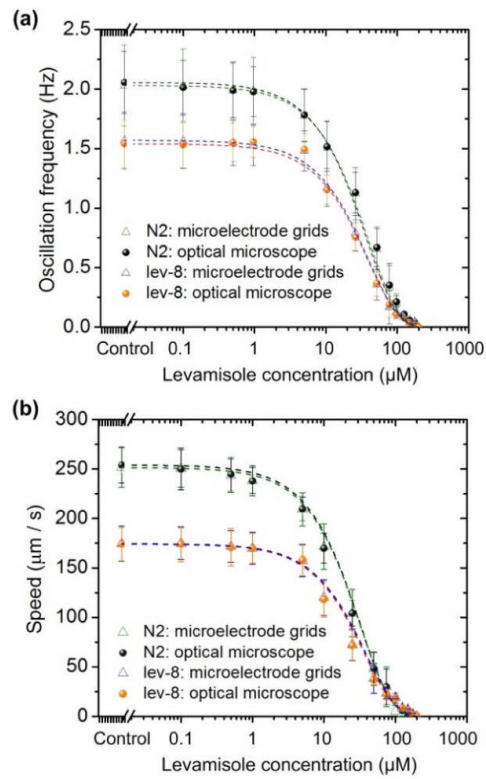 (a)
2.5
2.0
1.5
1.0
0.5
0.0
Oscillation frequency (Hz)
N2: microelectrode grids
N2: optical microscope
lev-8: microelectrode grids
lev-8: optical microscope
Control 0.1 1 10 100 1000
Levamisole concentration (µM)
(b)
300
250
200
150
100
50
0
Speed (µm / s)
N2: microelectrode grids
N2: optical microscope
lev-8: microelectrode grids
lev-8: optical microscope
Control 0.1 1 10 100 1000
Levamisole concentration (µM)